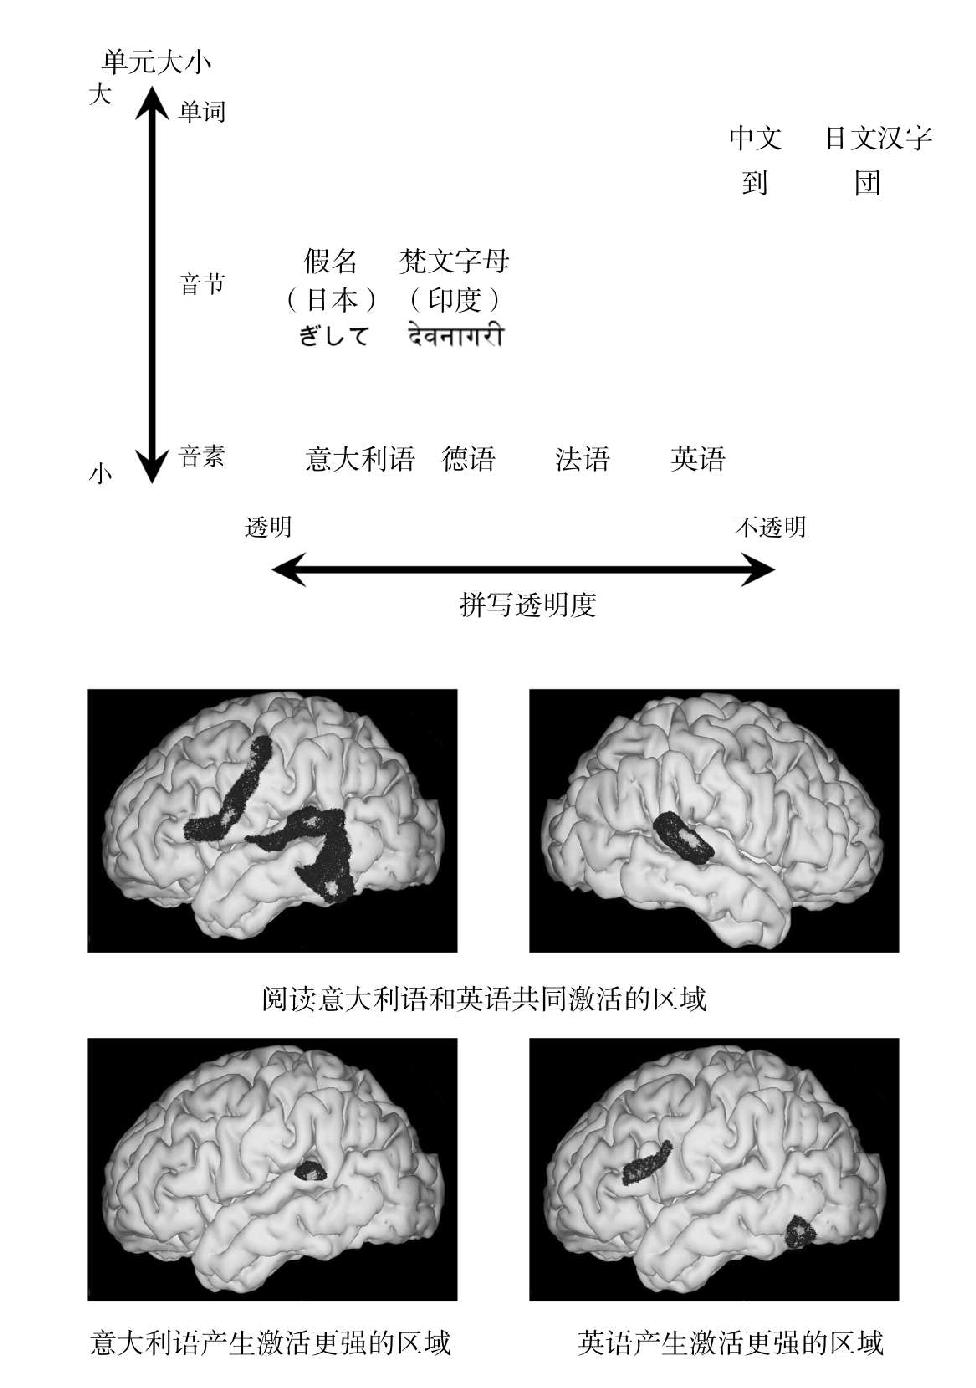 单元大小
大
单词
中文 日文汉字
到 団
假名 梵文字母
音节
（日本）（印度）
ぎして देवनागरी
音素 意大利语 德语 法语 英语
小
透明 不透明
拼写透明度
阅读意大利语和英语共同激活的区域
意大利语产生激活更强的区域 英语产生激活更强的区域